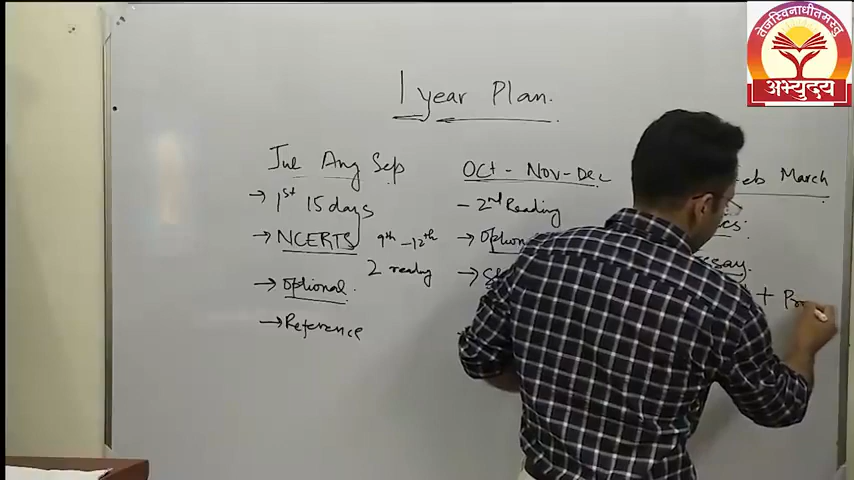 तेजस्विनाधीतमस्तु
अभ्युदय
1 year Plan.
Jul Aug Sep
→ 1st 15 days
→ NCERTS 9th - 12th
2 reading
→ Optional.
→ Reference
OCT - Nov - Dec
- 2nd Reading
→
→
March
essay.
+